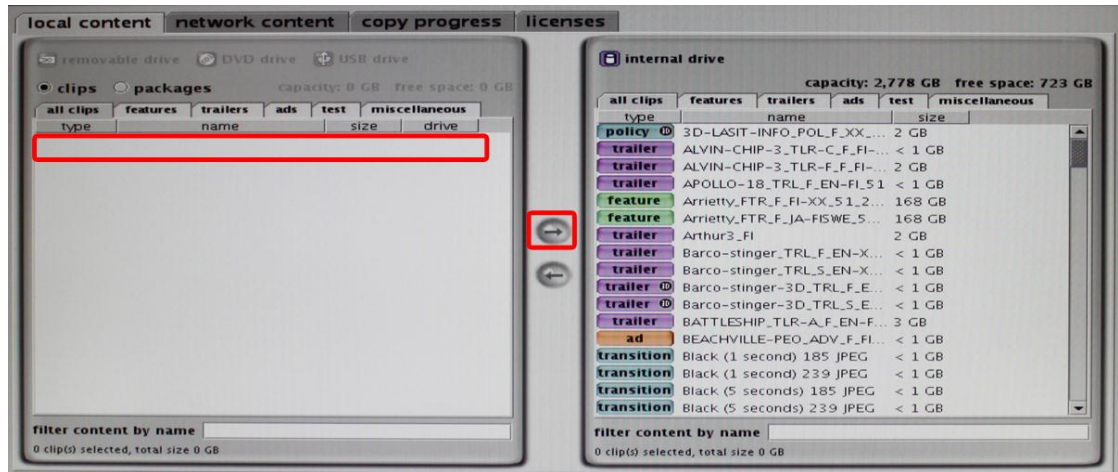 local content network content copy progress licenses
removable drive DVD drive USB drive
clips packages capacity: 0 GB free space: 0 GB
all clips features trailers ads test miscellaneous
type name size drive
filter content by name
0 clip(s) selected, total size 0 GB
internal drive
capacity: 2,778 GB free space: 723 GB
all clips features trailers ads test miscellaneous
type name size
policy 3D 3D-LASIT-INFO_POL_F_XX_... 2 GB
trailer ALVIN-CHIP-3_TLR-C_F_FI-... < 1 GB
trailer ALVIN-CHIP-3_TLR-F_F_FI-... 2 GB
trailer APOLLO-18_TRL_F_EN-FI_51 < 1 GB
feature Arrietty_FTR_F_FI-XX_51_2... 168 GB
feature Arrietty_FTR_F_JA-FISWE_5... 168 GB
trailer Arthur3_FI 2 GB
trailer Barco-stinger_TRL_F_EN-X... < 1 GB
trailer Barco-stinger_TRL_S_EN-X... < 1 GB
trailer 3D Barco-stinger-3D_TRL_F_E... < 1 GB
trailer 3D Barco-stinger-3D_TRL_S_E... < 1 GB
trailer BATTLESHIP_TLR-A_F_EN-F... 3 GB
ad BEACHVILLE-PEO_ADV_F_FI... < 1 GB
transition Black (1 second) 185 JPEG < 1 GB
transition Black (1 second) 239 JPEG < 1 GB
transition Black (5 seconds) 185 JPEG < 1 GB
transition Black (5 seconds) 239 JPEG < 1 GB
filter content by name
0 clip(s) selected, total size 0 GB